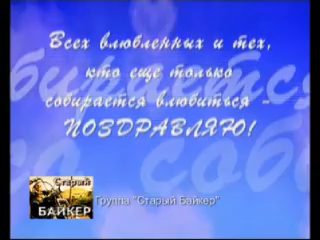 Всех влюбленных и тех,
кто еще только
собирается влюбиться -
ПОЗДРАВЛЯЮ!
Старый
БАЙКЕР
Группа "Старый Байкер"